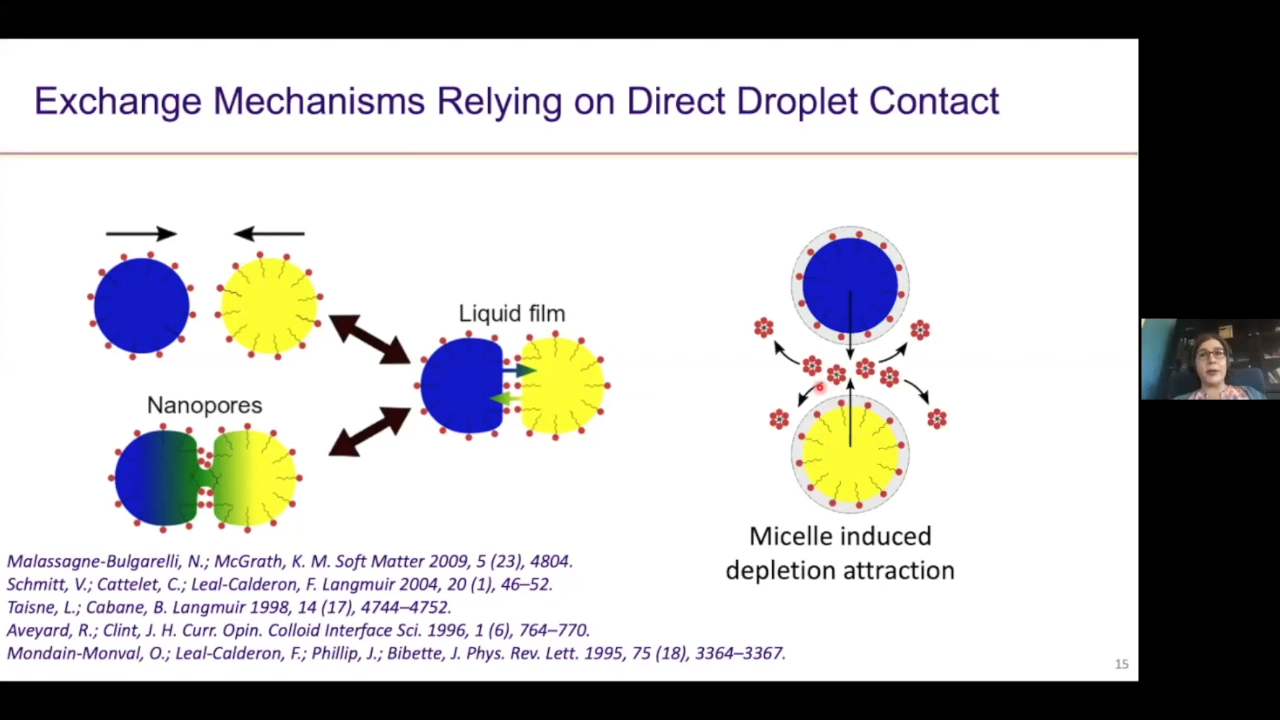 Exchange Mechanisms Relying on Direct Droplet Contact
Liquid film
Nanopores
Micelle induced
depletion attraction
Malassagne-Bulgarelli, N.; McGrath, K. M. Soft Matter 2009, 5 (23), 4804.
Schmitt, V.; Cattelet, C.; Leal-Calderon, F. Langmuir 2004, 20 (1), 46–52.
Taisne, L.; Cabane, B. Langmuir 1998, 14 (17), 4744–4752.
Aveyard, R.; Clint, J. H. Curr. Opin. Colloid Interface Sci. 1996, 1 (6), 764–770.
Mondain-Monval, O.; Leal-Calderon, F.; Phillip, J.; Bibette, J. Phys. Rev. Lett. 1995, 75 (18), 3364–3367.
15